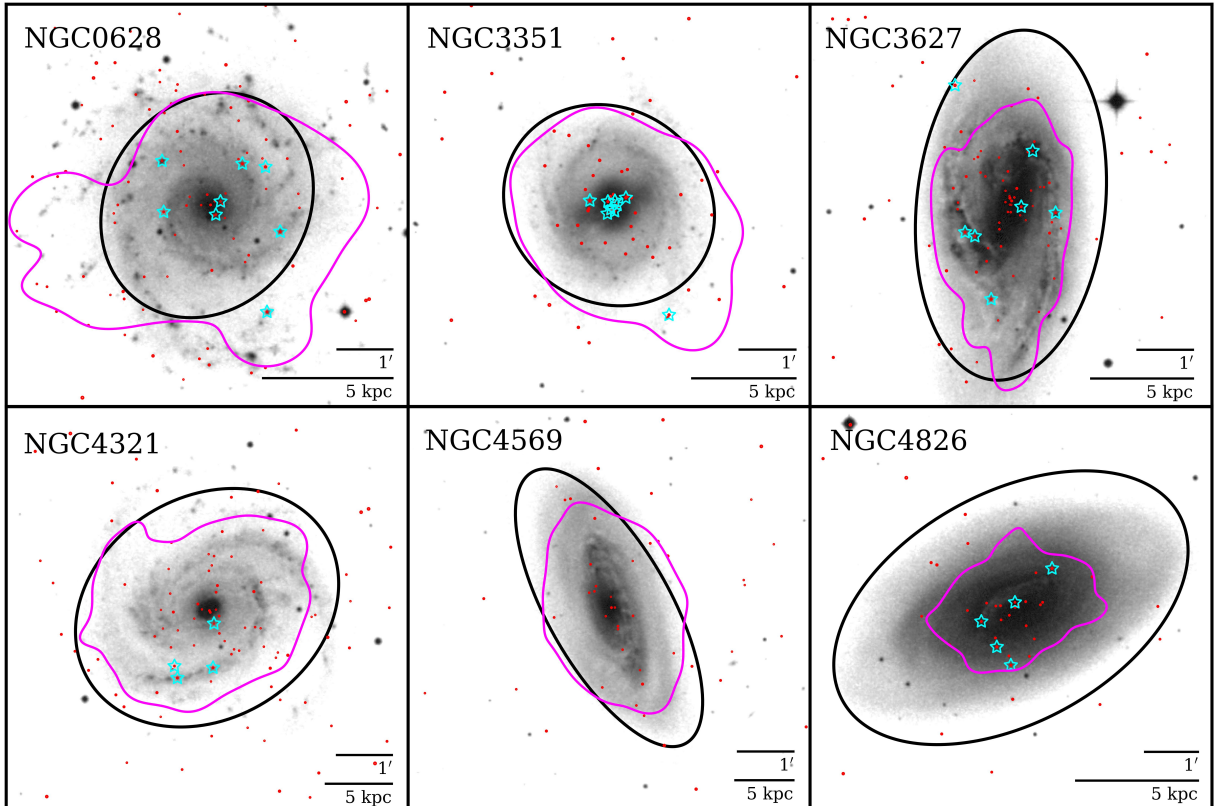 NGC0628
1′
5 kpc
NGC3351
1′
5 kpc
NGC3627
1′
5 kpc
NGC4321
1′
5 kpc
NGC4569
1′
5 kpc
NGC4826
1′
5 kpc